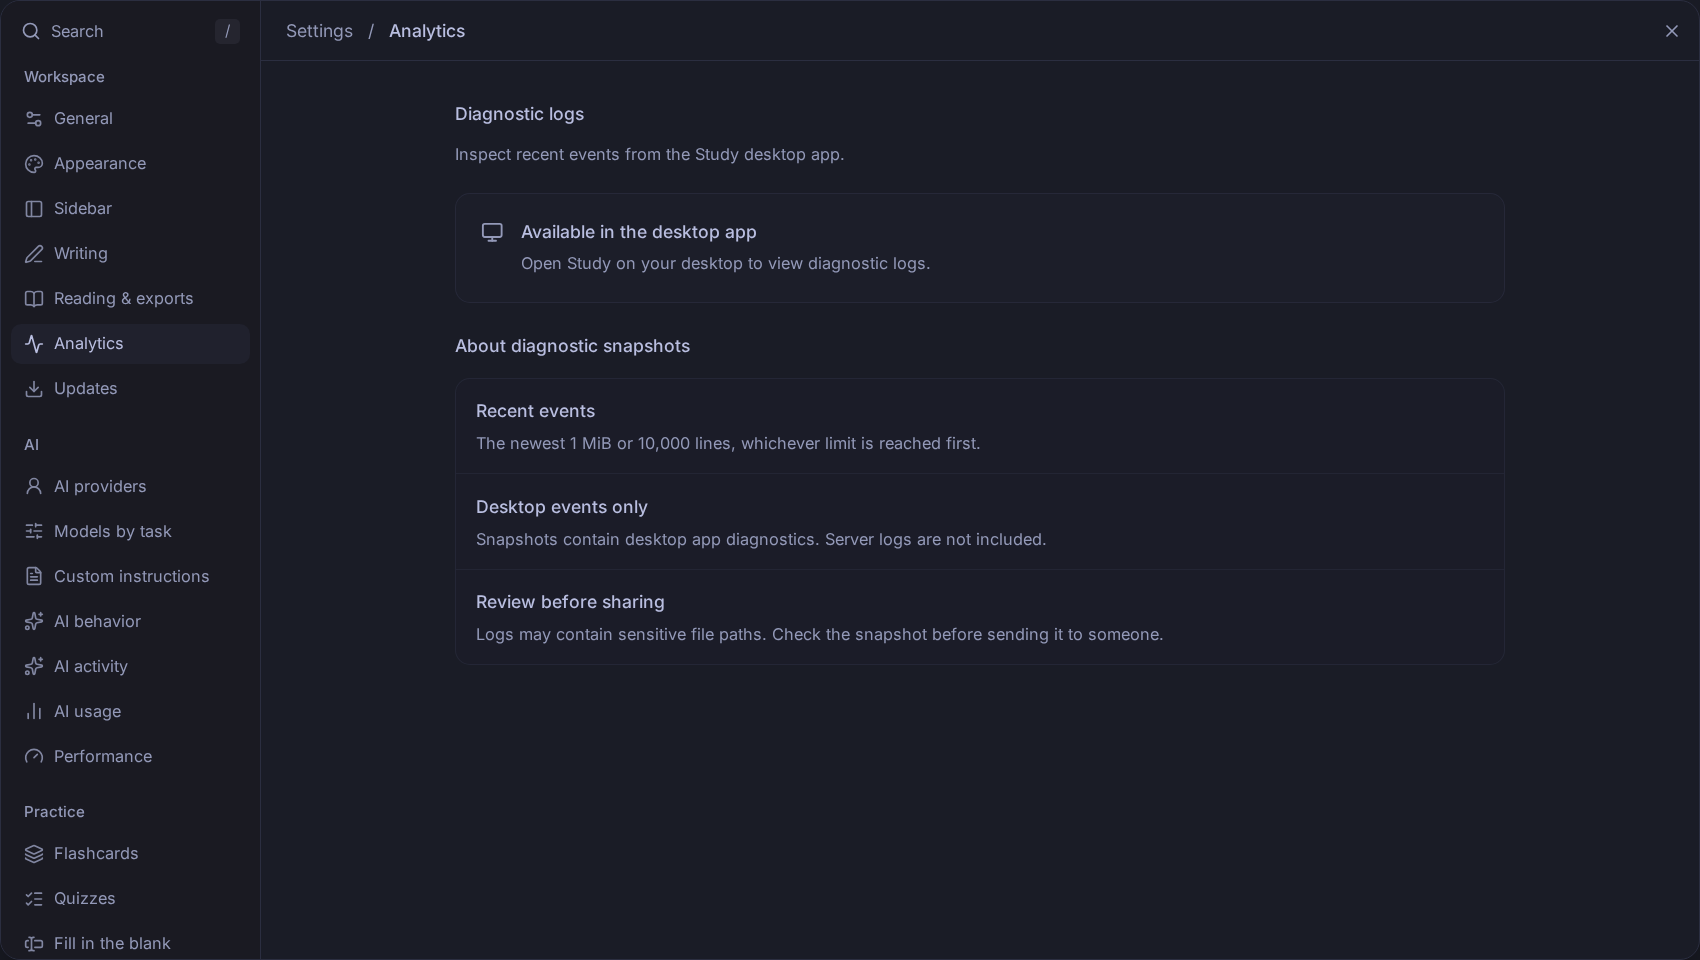 Search /
Workspace
General
Appearance
Sidebar
Writing
Reading & exports
Analytics
Updates
AI
AI providers
Models by task
Custom instructions
AI behavior
AI activity
AI usage
Performance
Practice
Flashcards
Quizzes
Fill in the blank
Settings / Analytics
Diagnostic logs
Inspect recent events from the Study desktop app.
Available in the desktop app
Open Study on your desktop to view diagnostic logs.
About diagnostic snapshots
Recent events
The newest 1 MiB or 10,000 lines, whichever limit is reached first.
Desktop events only
Snapshots contain desktop app diagnostics. Server logs are not included.
Review before sharing
Logs may contain sensitive file paths. Check the snapshot before sending it to someone.